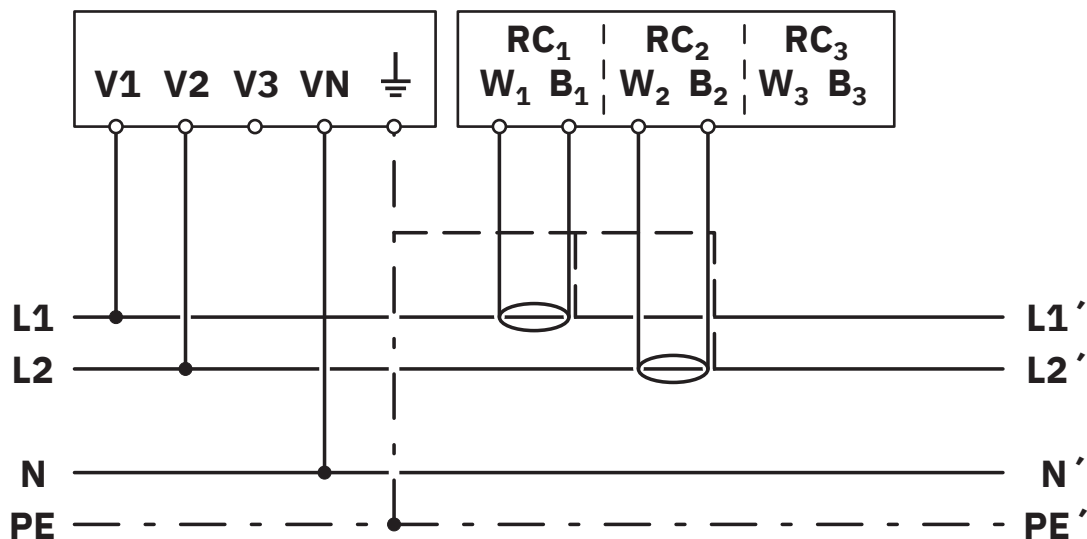 V1 V2 V3 VN
RC₁ RC₂ RC₃
W₁ B₁ W₂ B₂ W₃ B₃
L1 L1´
L2 L2´
N N´
PE PE´